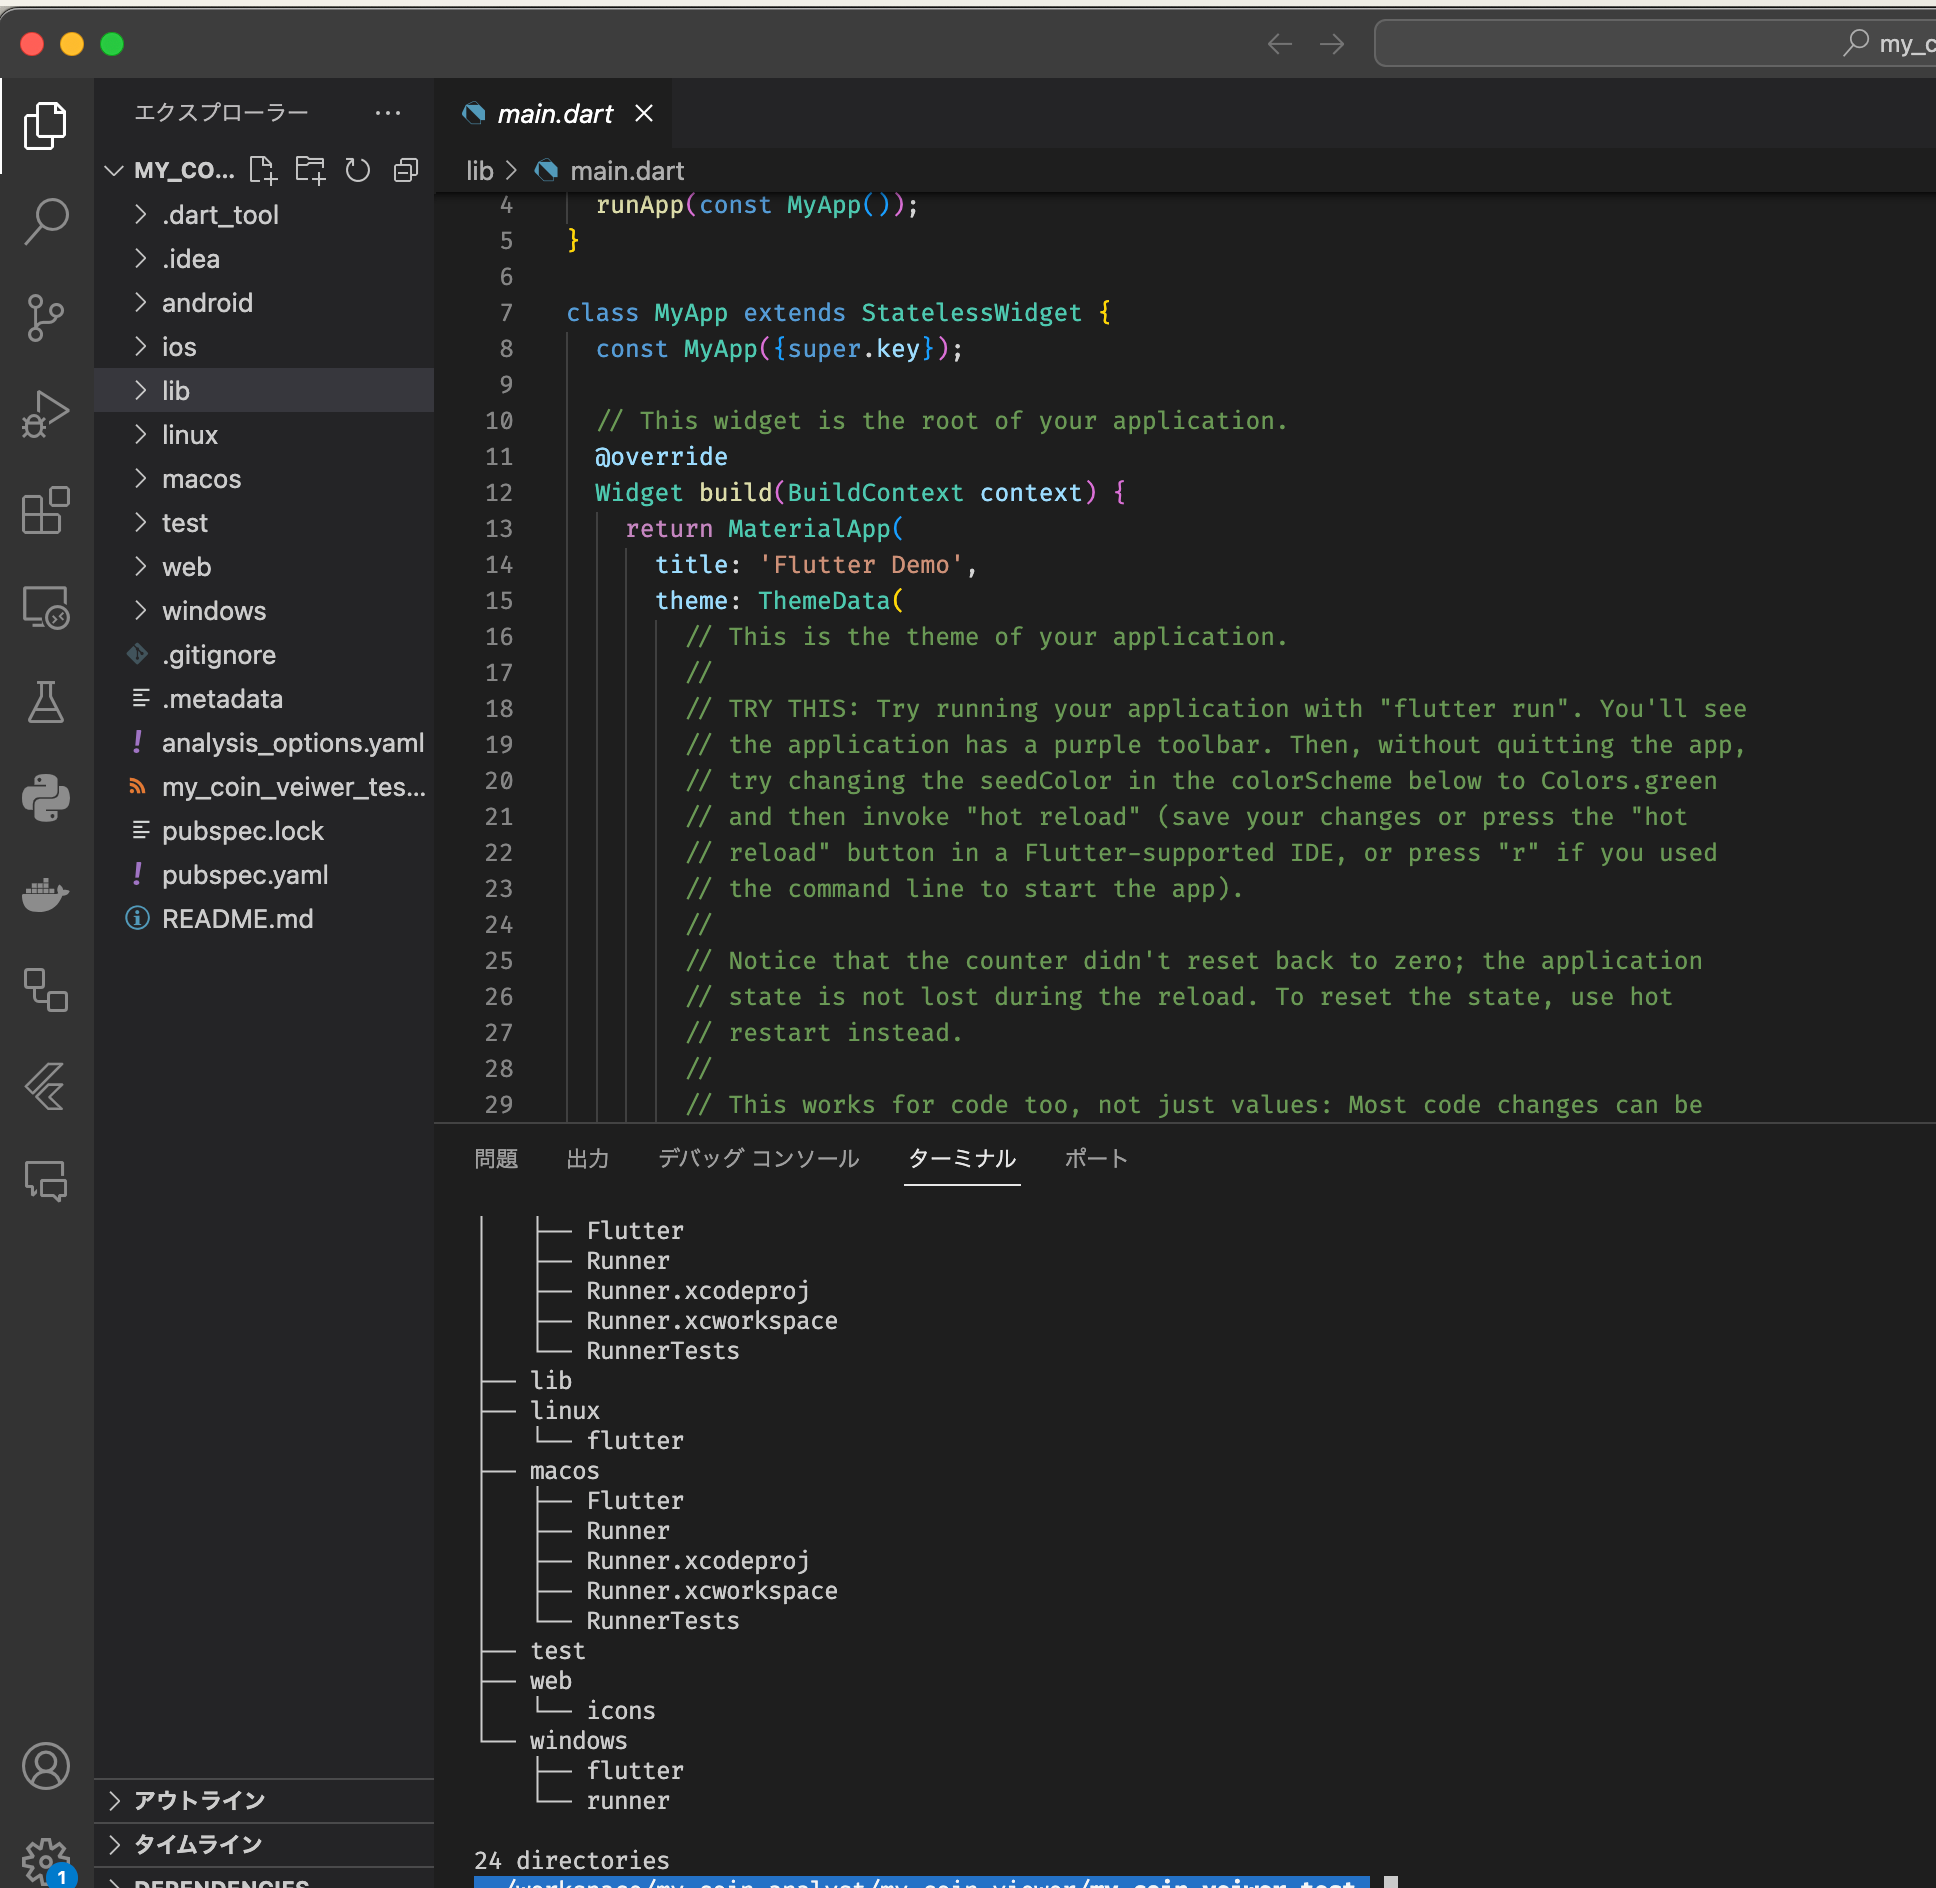 my_c
エクスプローラー
MY_CO...
.dart_tool
.idea
android
ios
lib
linux
macos
test
web
windows
.gitignore
.metadata
analysis_options.yaml
my_coin_veiwer_tes...
pubspec.lock
pubspec.yaml
README.md
アウトライン
タイムライン
DEPENDENCIES
1
main.dart
lib > main.dart
4 runApp(const MyApp());
5 }
6
7 class MyApp extends StatelessWidget {
8 const MyApp({super.key});
9
10 // This widget is the root of your application.
11 @override
12 Widget build(BuildContext context) {
13 return MaterialApp(
14 title: 'Flutter Demo',
15 theme: ThemeData(
16 // This is the theme of your application.
17 //
18 // TRY THIS: Try running your application with "flutter run". You'll see
19 // the application has a purple toolbar. Then, without quitting the app,
20 // try changing the seedColor in the colorScheme below to Colors.green
21 // and then invoke "hot reload" (save your changes or press the "hot
22 // reload" button in a Flutter-supported IDE, or press "r" if you used
23 // the command line to start the app).
24 //
25 // Notice that the counter didn't reset back to zero; the application
26 // state is not lost during the reload. To reset the state, use hot
27 // restart instead.
28 //
29 // This works for code too, not just values: Most code changes can be
問題 出力 デバッグ コンソール ターミナル ポート
│   ├── Flutter
│   ├── Runner
│   ├── Runner.xcodeproj
│   ├── Runner.xcworkspace
│   └── RunnerTests
├── lib
├── linux
│   └── flutter
├── macos
│   ├── Flutter
│   ├── Runner
│   ├── Runner.xcodeproj
│   ├── Runner.xcworkspace
│   └── RunnerTests
├── test
├── web
│   └── icons
└── windows
    ├── flutter
    └── runner
24 directories
/workspace/my_coin_analyst/my_coin_viewer/my_coin_veiwer_test